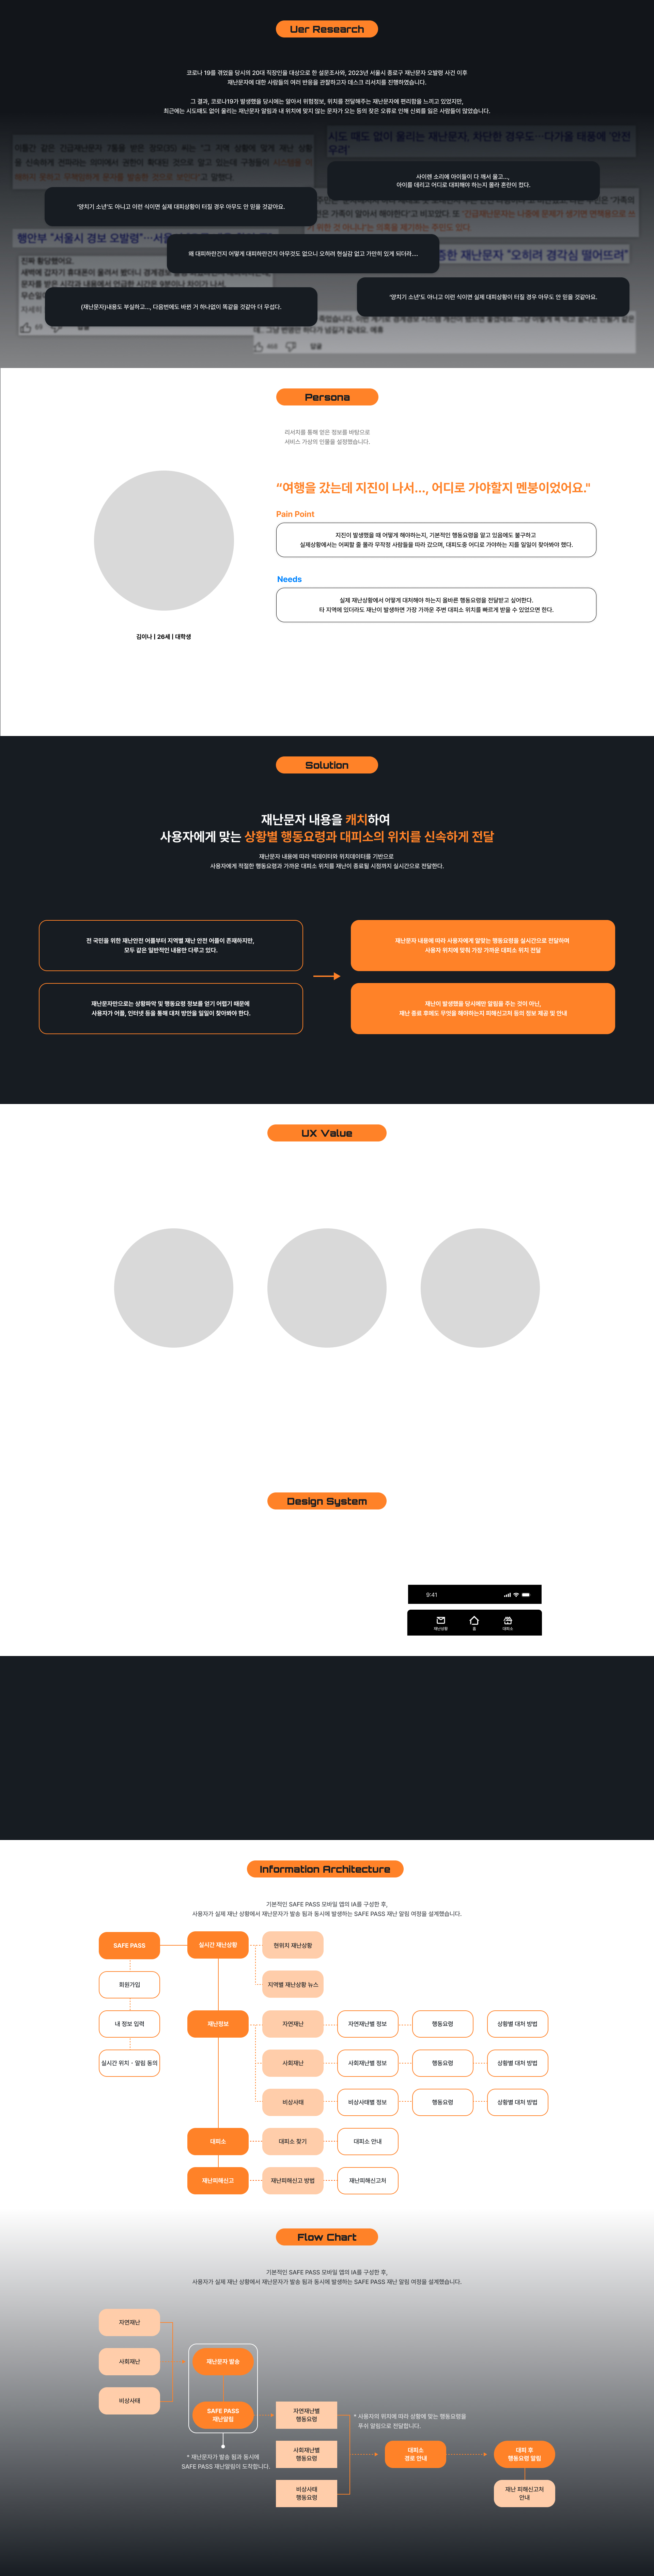 Uer Research
코로나 19를 겪었을 당시의 20대 직장인을 대상으로 한 설문조사와, 2023년 서울시 종로구 재난문자 오발령 사건 이후
재난문자에 대한 사람들의 여러 반응을 관찰하고자 데스크 리서치를 진행하였습니다.
그 결과, 코로나19가 발생했을 당시에는 알아서 위험정보, 위치를 전달해주는 재난문자에 편리함을 느끼고 있었지만,
최근에는 시도때도 없이 울리는 재난문자 알림과 내 위치에 맞지 않는 문자가 오는 등의 잦은 오류로 인해 신뢰를 잃은 사람들이 많았습니다.
시도 때도 없이 울리는 재난문자, 차단한 경우도…다가올 태풍에 '안전
우려'
사이렌 소리에 아이들이 다 깨서 울고...,
아이를 데리고 어디로 대피해야 하는지 몰라 혼란이 컸다.
'양치기 소년'도 아니고 이런 식이면 실제 대피상황이 터질 경우 아무도 안 믿을 것같아요.
행안부 "서울시 경보 오발령"
왜 대피하란건지 어떻게 대피하란건지 아무것도 없으니 오히려 현실감 없고 가만히 있게 되더라....
재난문자 "오히려 경각심 떨어뜨려"
(재난문자)내용도 부실하고..., 다음번에도 바뀐 거 하나없이 똑같을 것같아 더 무섭다.
'양치기 소년'도 아니고 이런 식이면 실제 대피상황이 터질 경우 아무도 안 믿을 것같아요.
Persona
리서치를 통해 얻은 정보를 바탕으로
서비스 가상의 인물을 설정했습니다.
“여행을 갔는데 지진이 나서..., 어디로 가야할지 멘붕이었어요."
Pain Point
지진이 발생했을 때 어떻게 해야하는지, 기본적인 행동요령을 알고 있음에도 불구하고
실제상황에서는 어찌할 줄 몰라 무작정 사람들을 따라 갔으며, 대피도중 어디로 가야하는 지를 일일이 찾아봐야 했다.
Needs
실제 재난상황에서 어떻게 대처해야 하는지 올바른 행동요령을 전달받고 싶어한다.
타 지역에 있더라도 재난이 발생하면 가장 가까운 주변 대피소 위치를 빠르게 받을 수 있었으면 한다.
김이나 | 26세 | 대학생
Solution
재난문자 내용을 캐치하여
사용자에게 맞는 상황별 행동요령과 대피소의 위치를 신속하게 전달
재난문자 내용에 따라 빅데이터와 위치데이터를 기반으로
사용자에게 적절한 행동요령과 가까운 대피소 위치를 재난이 종료될 시점까지 실시간으로 전달한다.
전 국민을 위한 재난안전 어플부터 지역별 재난 안전 어플이 존재하지만,
모두 같은 일반적인 내용만 다루고 있다.
재난문자 내용에 따라 사용자에게 알맞는 행동요령을 실시간으로 전달하며
사용자 위치에 맞춰 가장 가까운 대피소 위치 전달
재난문자만으로는 상황파악 및 행동요령 정보를 얻기 어렵기 때문에
사용자가 어플, 인터넷 등을 통해 대처 방안을 일일이 찾아봐야 한다.
재난이 발생했을 당시에만 알림을 주는 것이 아닌,
재난 종료 후에도 무엇을 해야하는지 피해신고처 등의 정보 제공 및 안내
UX Value
Design System
9:41
재난상황
홈
대피소
Information Architecture
기본적인 SAFE PASS 모바일 앱의 IA를 구성한 후,
사용자가 실제 재난 상황에서 재난문자가 발송 됨과 동시에 발생하는 SAFE PASS 재난 알림 여정을 설계했습니다.
SAFE PASS
실시간 재난상황
현위치 재난상황
회원가입
지역별 재난상황 뉴스
내 정보 입력
재난정보
자연재난
자연재난별 정보
행동요령
상황별 대처 방법
실시간 위치 - 알림 동의
사회재난
사회재난별 정보
행동요령
상황별 대처 방법
비상사태
비상사태별 정보
행동요령
상황별 대처 방법
대피소
대피소 찾기
대피소 안내
재난피해신고
재난피해신고 방법
재난피해신고처
Flow Chart
기본적인 SAFE PASS 모바일 앱의 IA를 구성한 후,
사용자가 실제 재난 상황에서 재난문자가 발송 됨과 동시에 발생하는 SAFE PASS 재난 알림 여정을 설계했습니다.
자연재난
사회재난
재난문자 발송
비상사태
SAFE PASS
재난알림
자연재난별
행동요령
* 사용자의 위치에 따라 상황에 맞는 행동요령을
푸쉬 알림으로 전달합니다.
* 재난문자가 발송 됨과 동시에
SAFE PASS 재난알림이 도착합니다.
사회재난별
행동요령
대피소
경로 안내
대피 후
행동요령 알림
비상사태
행동요령
재난 피해신고처
안내